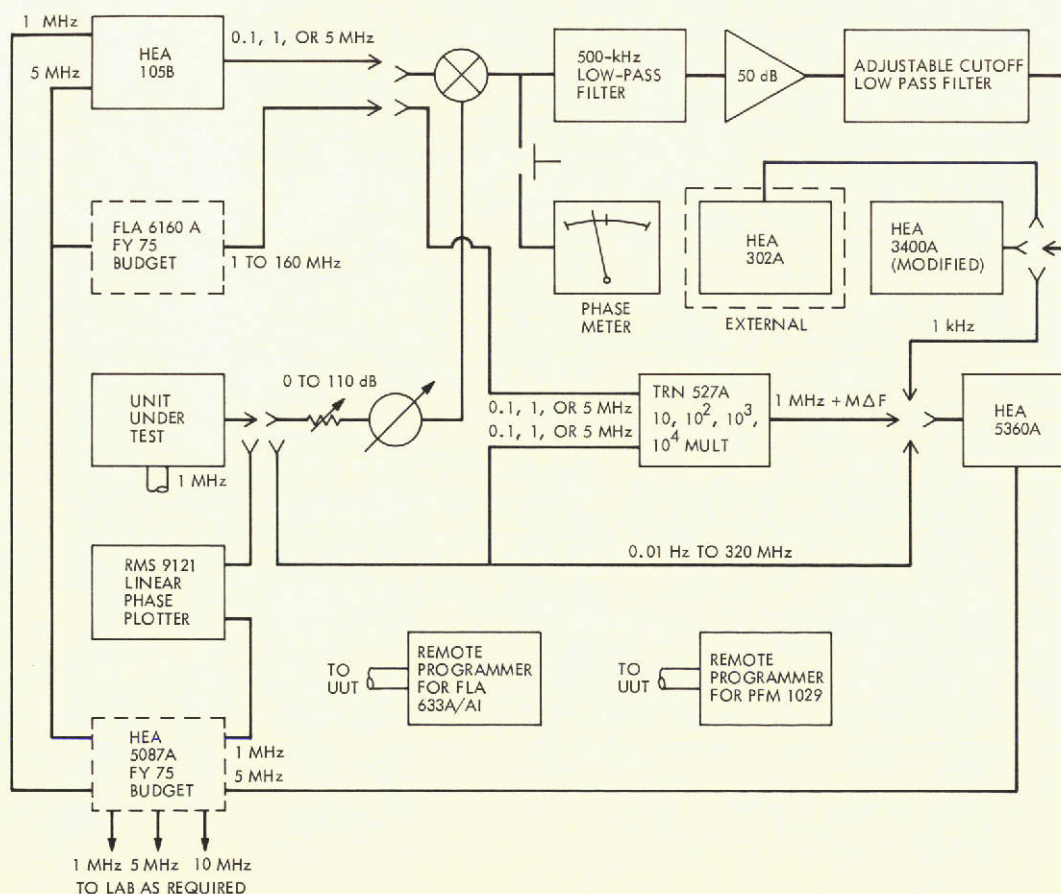 1 MHz
5 MHz
HEA
105B
0.1, 1, OR 5 MHz
500-kHz
LOW-PASS
FILTER
50 dB
ADJUSTABLE CUTOFF
LOW PASS FILTER
FLA 6160 A
FY 75
BUDGET
1 TO 160 MHz
PHASE
METER
HEA
302A
EXTERNAL
HEA
3400A
(MODIFIED)
1 kHz
UNIT
UNDER
TEST
1 MHz
0 TO 110 dB
0.1, 1, OR 5 MHz
0.1, 1, OR 5 MHz
TRN 527A
10, 10², 10³,
10⁴ MULT
1 MHz + MΔF
HEA
5360A
0.01 Hz TO 320 MHz
RMS 9121
LINEAR
PHASE
PLOTTER
TO
UUT
REMOTE
PROGRAMMER
FOR FLA
633A/AI
TO
UUT
REMOTE
PROGRAMMER
FOR PFM 1029
HEA
5087A
FY 75
BUDGET
1 MHz
5 MHz
1 MHz 5 MHz 10 MHz
TO LAB AS REQUIRED